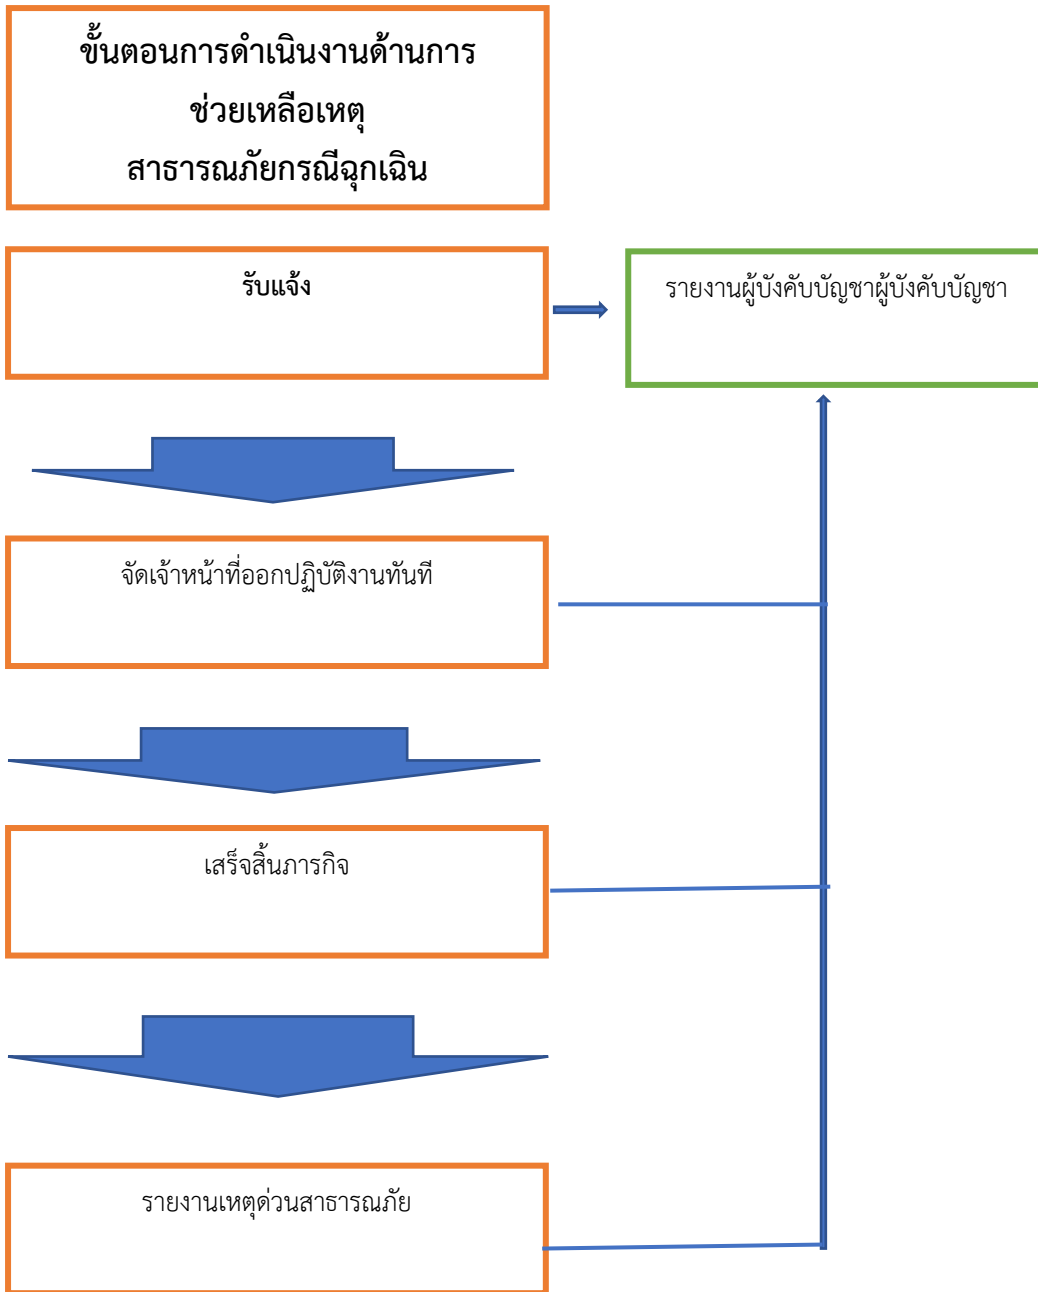 ขั้นตอนการดำเนินงานด้านการ
ช่วยเหลือเหตุ
สาธารณภัยกรณีฉุกเฉิน
รับแจ้ง
รายงานผู้บังคับบัญชาผู้บังคับบัญชา
จัดเจ้าหน้าที่ออกปฏิบัติงานทันที
เสร็จสิ้นภารกิจ
รายงานเหตุด่วนสาธารณภัย